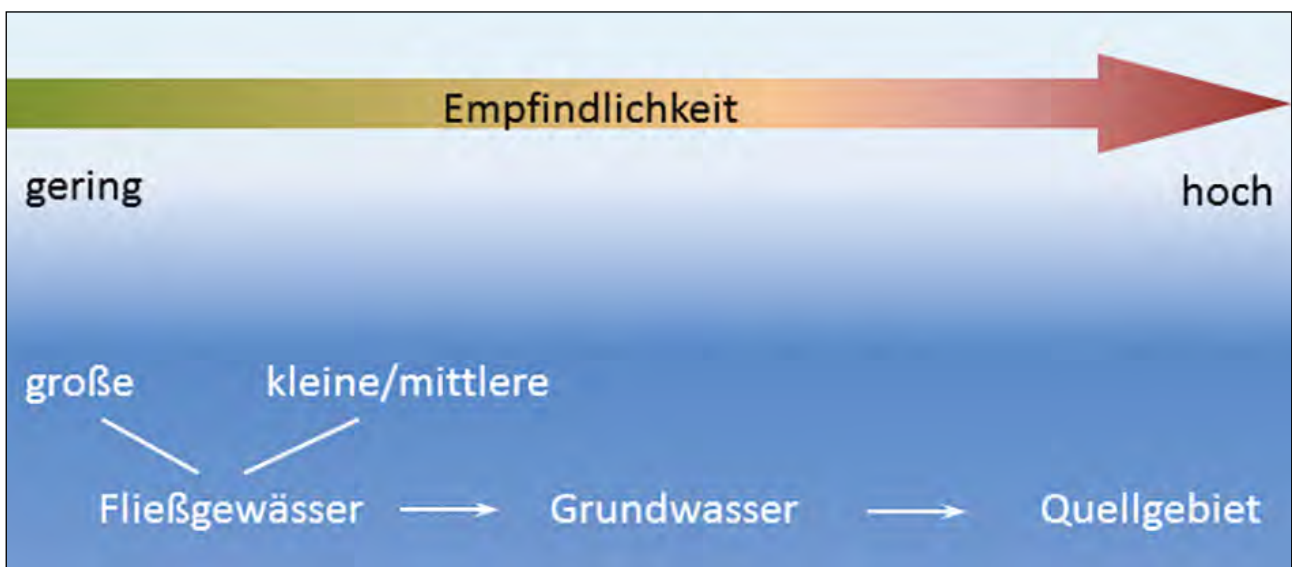 Empfindlichkeit
gering hoch
große kleine/mittlere
Fließgewässer Grundwasser Quellgebiet